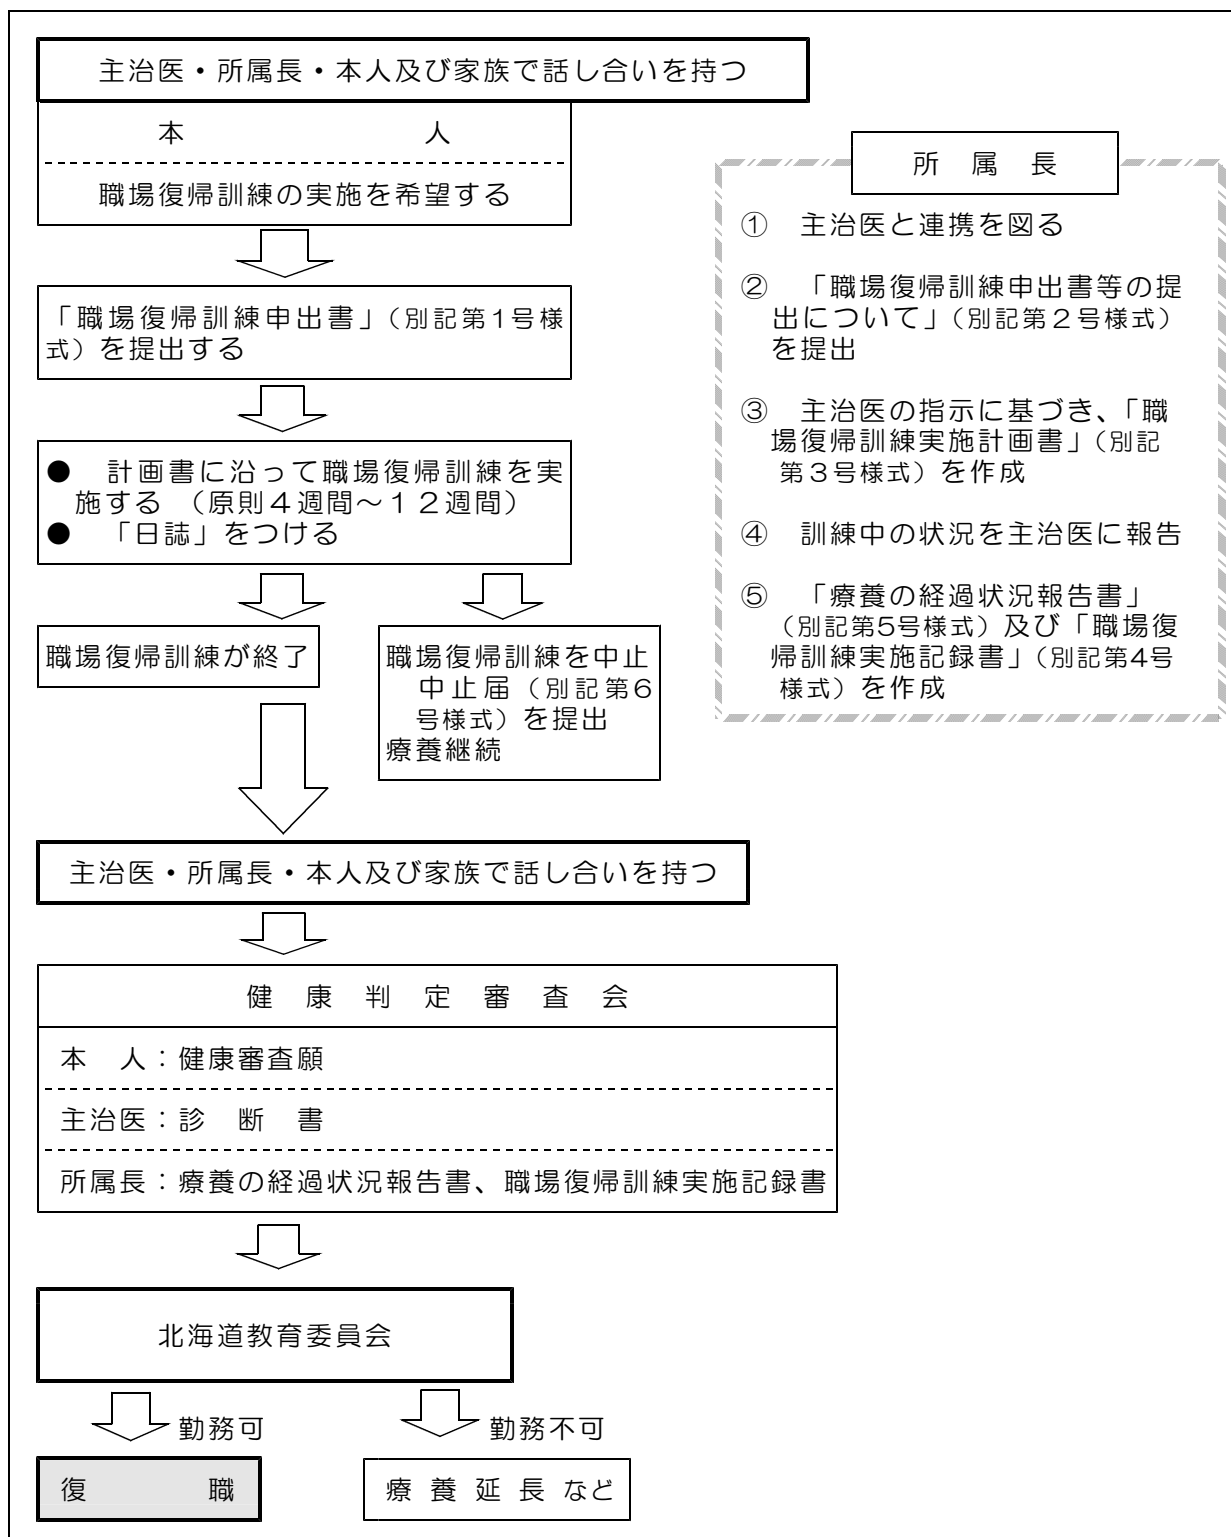 主治医・所属長・本人及び家族で話し合いを持つ
本　　　　　　　　人
職場復帰訓練の実施を希望する
「職場復帰訓練申出書」（別記第1号様
式）を提出する
●　計画書に沿って職場復帰訓練を実
施する　（原則４週間～１２週間）
●　「日誌」をつける
職場復帰訓練が終了
職場復帰訓練を中止
中止届（別記第6
号様式）を提出
療養継続
所　属　長
①　主治医と連携を図る
②　「職場復帰訓練申出書等の提
出について」（別記第２号様式）
を提出
③　主治医の指示に基づき、「職
場復帰訓練実施計画書」（別記
第３号様式）を作成
④　訓練中の状況を主治医に報告
⑤　「療養の経過状況報告書」
（別記第5号様式）及び「職場復
帰訓練実施記録書」（別記第4号
様式）を作成
主治医・所属長・本人及び家族で話し合いを持つ
健　康　判　定　審　査　会
本　人：健康審査願
主治医：診　断　書
所属長：療養の経過状況報告書、職場復帰訓練実施記録書
北海道教育委員会
勤務可
勤務不可
復　　　　職
療 養 延 長 など